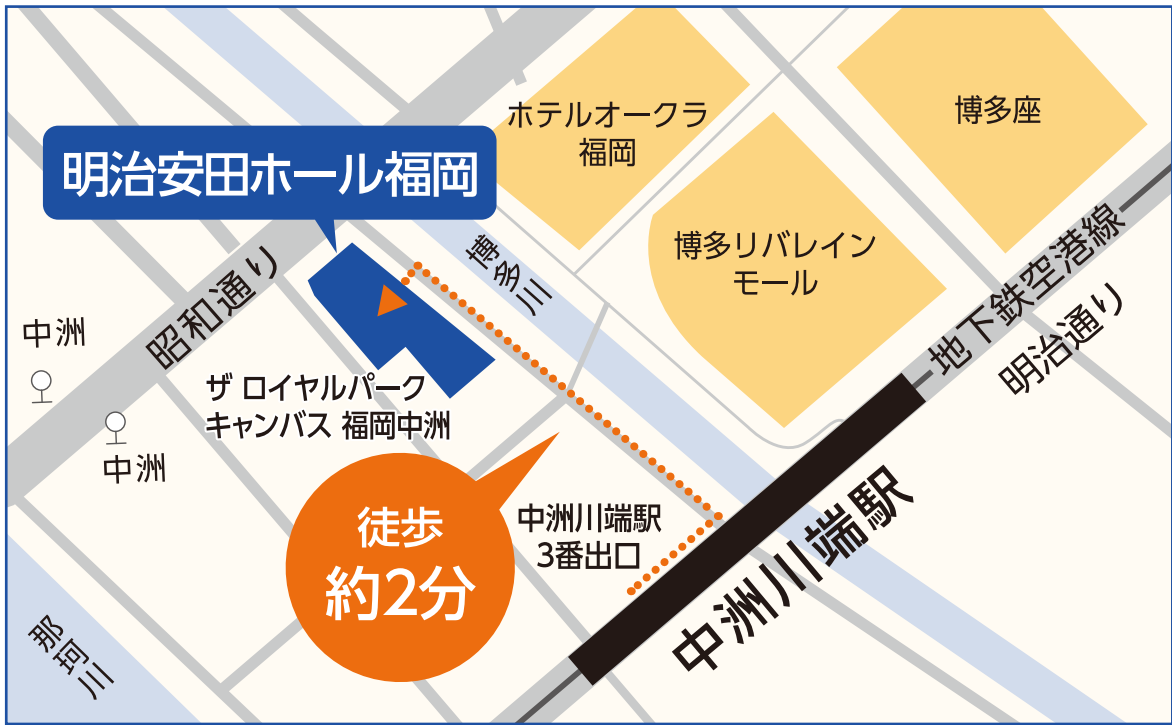 ホテルオークラ
福岡
博多座
明治安田ホール福岡
博多リバレイン
モール
博多川
昭和通り
地下鉄空港線
明治通り
中洲
中洲
ザ ロイヤルパーク
キャンバス 福岡中洲
徒歩
約2分
中洲川端駅
3番出口
中洲川端駅
那珂川